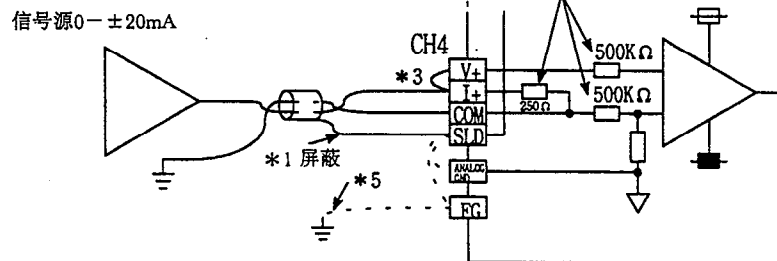 信号源0－±20mA
CH4
500KΩ
*3
V+
I+
250Ω
500KΩ
COM
SLD
*1 屏蔽
ANALOG
GND
*5
FG